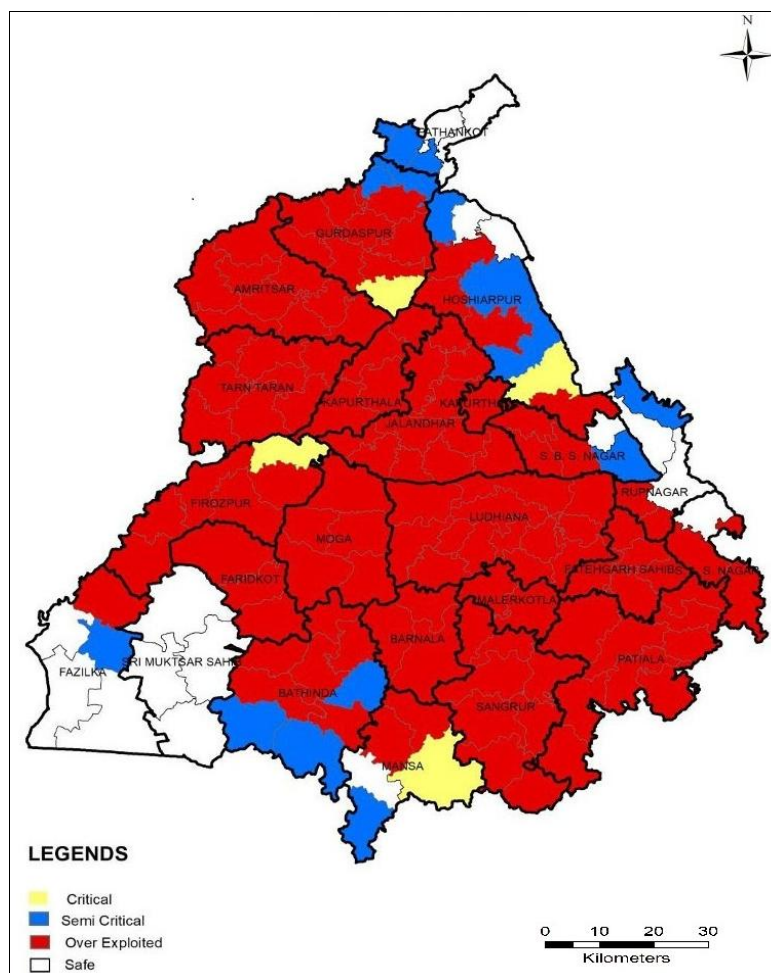 N
PATHANKOT
GURDASPUR
AMRITSAR
HOSHIARPUR
TARN TARAN
KAPURTHALA
JALANDHAR
S. B. S. NAGAR
RUPNAGAR
FIROZPUR
LUDHIANA
MOGA
FARIDKOT
FATEHGARH SAHIB
S. NAGAR
MALERKOTLA
BARNALA
PATIALA
SRI MUKTSAR SAHIB
FAZILKA
BATHINDA
SANGRUR
MANSA
LEGENDS
Critical
Semi Critical
Over Exploited
Safe
0 5 10 20 30
Kilometers